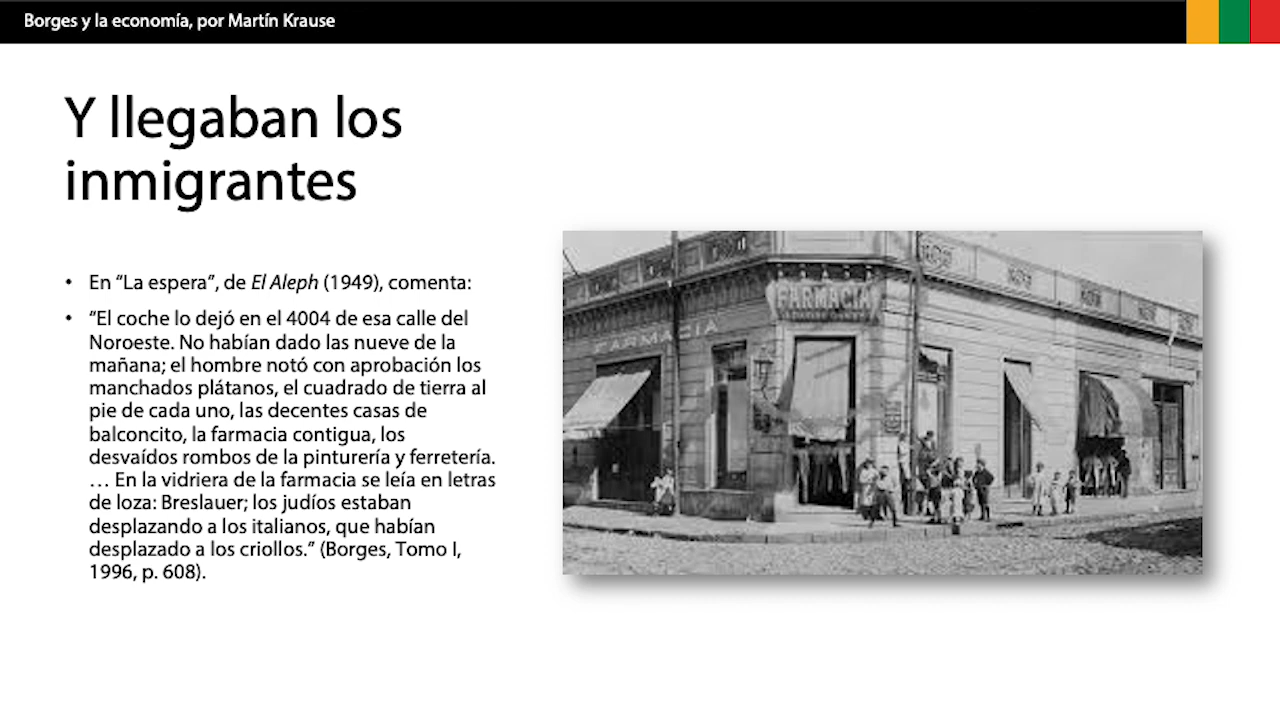 Borges y la economía, por Martín Krause
Y llegaban los
inmigrantes
• En “La espera”, de El Aleph (1949), comenta:
• “El coche lo dejó en el 4004 de esa calle del
Noroeste. No habían dado las nueve de la
mañana; el hombre notó con aprobación los
manchados plátanos, el cuadrado de tierra al
pie de cada uno, las decentes casas de
balconcito, la farmacia contigua, los
desvaídos rombos de la pinturería y ferretería.
… En la vidriera de la farmacia se leía en letras
de loza: Breslauer; los judíos estaban
desplazando a los italianos, que habían
desplazado a los criollos.” (Borges, Tomo I,
1996, p. 608).
FARMACIA
FARMACIA